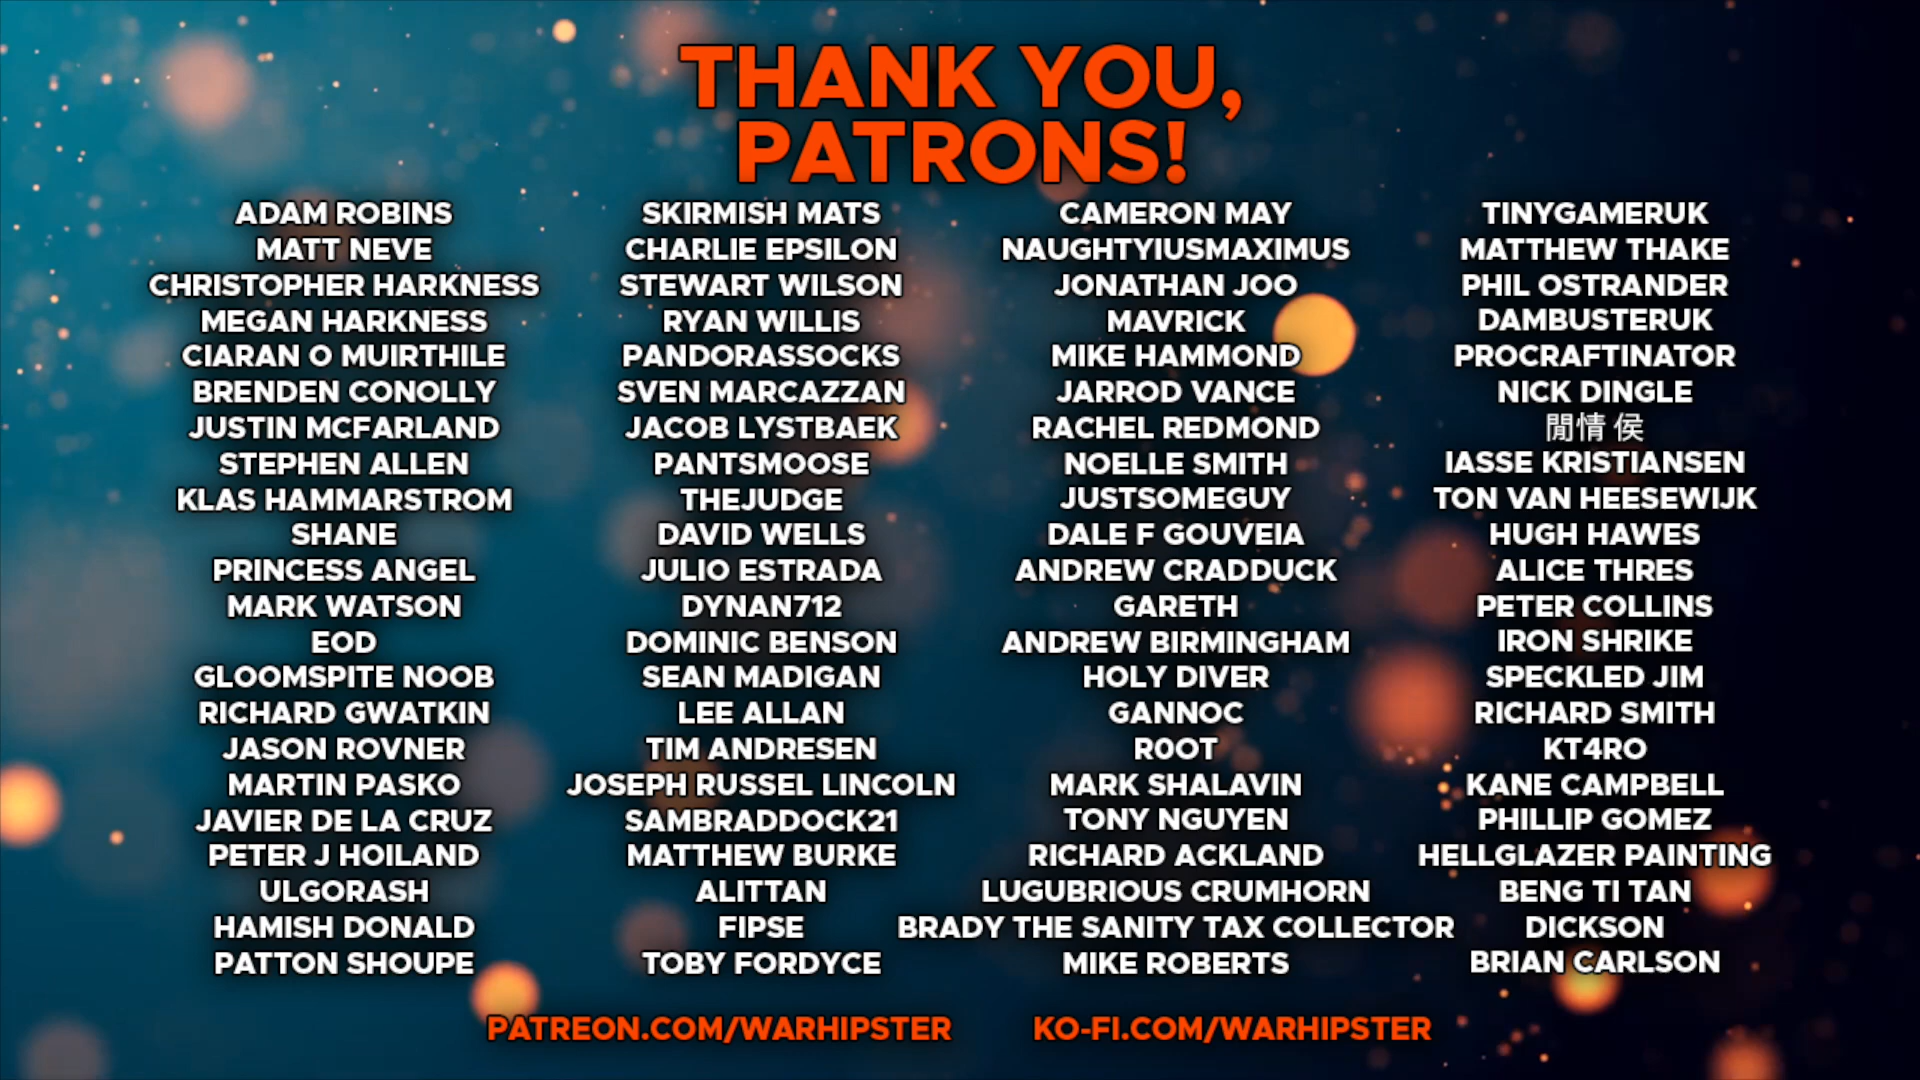 THANK YOU,
PATRONS!
ADAM ROBINS
MATT NEVE
CHRISTOPHER HARKNESS
MEGAN HARKNESS
CIARAN O MUIRTHILE
BRENDEN CONOLLY
JUSTIN MCFARLAND
STEPHEN ALLEN
KLAS HAMMARSTROM
SHANE
PRINCESS ANGEL
MARK WATSON
EOD
GLOOMSPITE NOOB
RICHARD GWATKIN
JASON ROVNER
MARTIN PASKO
JAVIER DE LA CRUZ
PETER J HOILAND
ULGORASH
HAMISH DONALD
PATTON SHOUPE
SKIRMISH MATS
CHARLIE EPSILON
STEWART WILSON
RYAN WILLIS
PANDORASSOCKS
SVEN MARCAZZAN
JACOB LYSTBAEK
PANTSMOOSE
THEJUDGE
DAVID WELLS
JULIO ESTRADA
DYNAN712
DOMINIC BENSON
SEAN MADIGAN
LEE ALLAN
TIM ANDRESEN
JOSEPH RUSSEL LINCOLN
SAMBRADDOCK21
MATTHEW BURKE
ALITTAN
FIPSE
TOBY FORDYCE
CAMERON MAY
NAUGHTYIUSMAXIMUS
JONATHAN JOO
MAVRICK
MIKE HAMMOND
JARROD VANCE
RACHEL REDMOND
NOELLE SMITH
JUSTSOMEGUY
DALE F GOUVEIA
ANDREW CRADDUCK
GARETH
ANDREW BIRMINGHAM
HOLY DIVER
GANNOC
R0OT
MARK SHALAVIN
TONY NGUYEN
RICHARD ACKLAND
LUGUBRIOUS CRUMHORN
BRADY THE SANITY TAX COLLECTOR
MIKE ROBERTS
TINYGAMERUK
MATTHEW THAKE
PHIL OSTRANDER
DAMBUSTERUK
PROCRAFTINATOR
NICK DINGLE
閒情 侯
IASSE KRISTIANSEN
TON VAN HEESEWIJK
HUGH HAWES
ALICE THRES
PETER COLLINS
IRON SHRIKE
SPECKLED JIM
RICHARD SMITH
KT4RO
KANE CAMPBELL
PHILLIP GOMEZ
HELLGLAZER PAINTING
BENG TI TAN
DICKSON
BRIAN CARLSON
PATREON.COM/WARHIPSTER
KO-FI.COM/WARHIPSTER